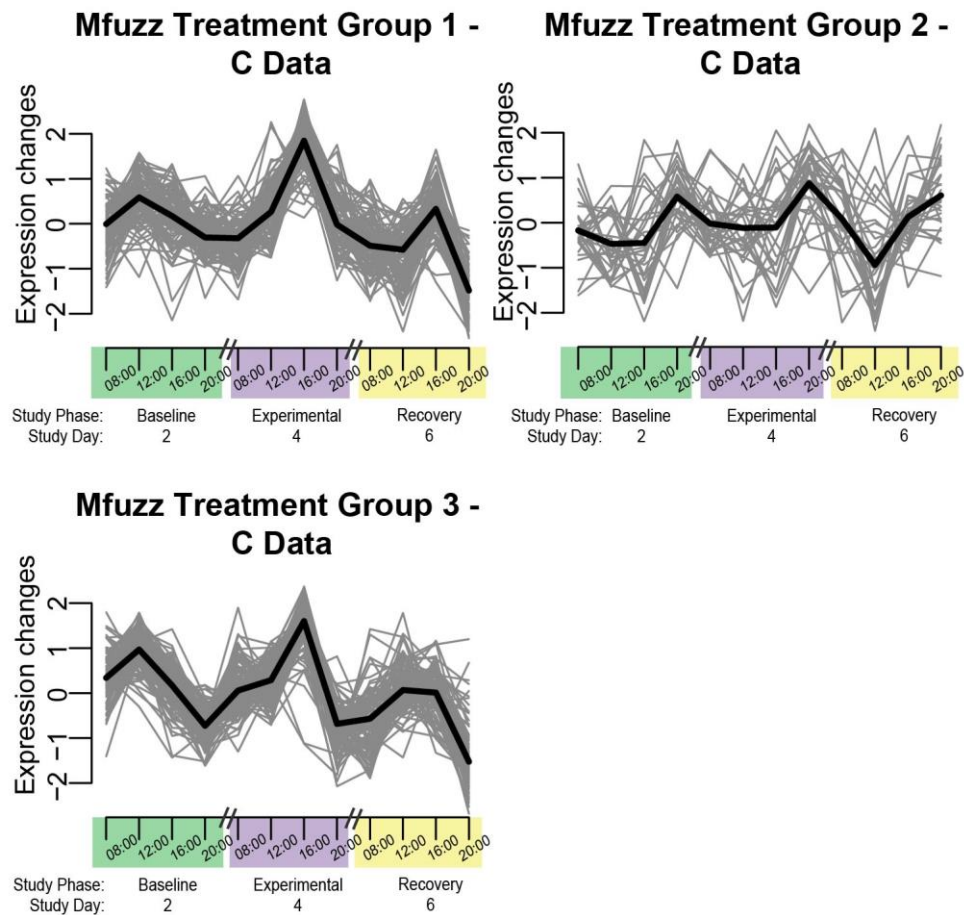 Mfuzz Treatment Group 1 -
C Data
Expression changes
2
1
0
−1
−2
08:00 12:00 16:00 20:00 08:00 12:00 16:00 20:00 08:00 12:00 16:00 20:00
Study Phase: Baseline Experimental Recovery
Study Day: 2 4 6
Mfuzz Treatment Group 2 -
C Data
Expression changes
2
1
0
−1
−2
08:00 12:00 16:00 20:00 08:00 12:00 16:00 20:00 08:00 12:00 16:00 20:00
Study Phase: Baseline Experimental Recovery
Study Day: 2 4 6
Mfuzz Treatment Group 3 -
C Data
Expression changes
2
1
0
−1
−2
08:00 12:00 16:00 20:00 08:00 12:00 16:00 20:00 08:00 12:00 16:00 20:00
Study Phase: Baseline Experimental Recovery
Study Day: 2 4 6